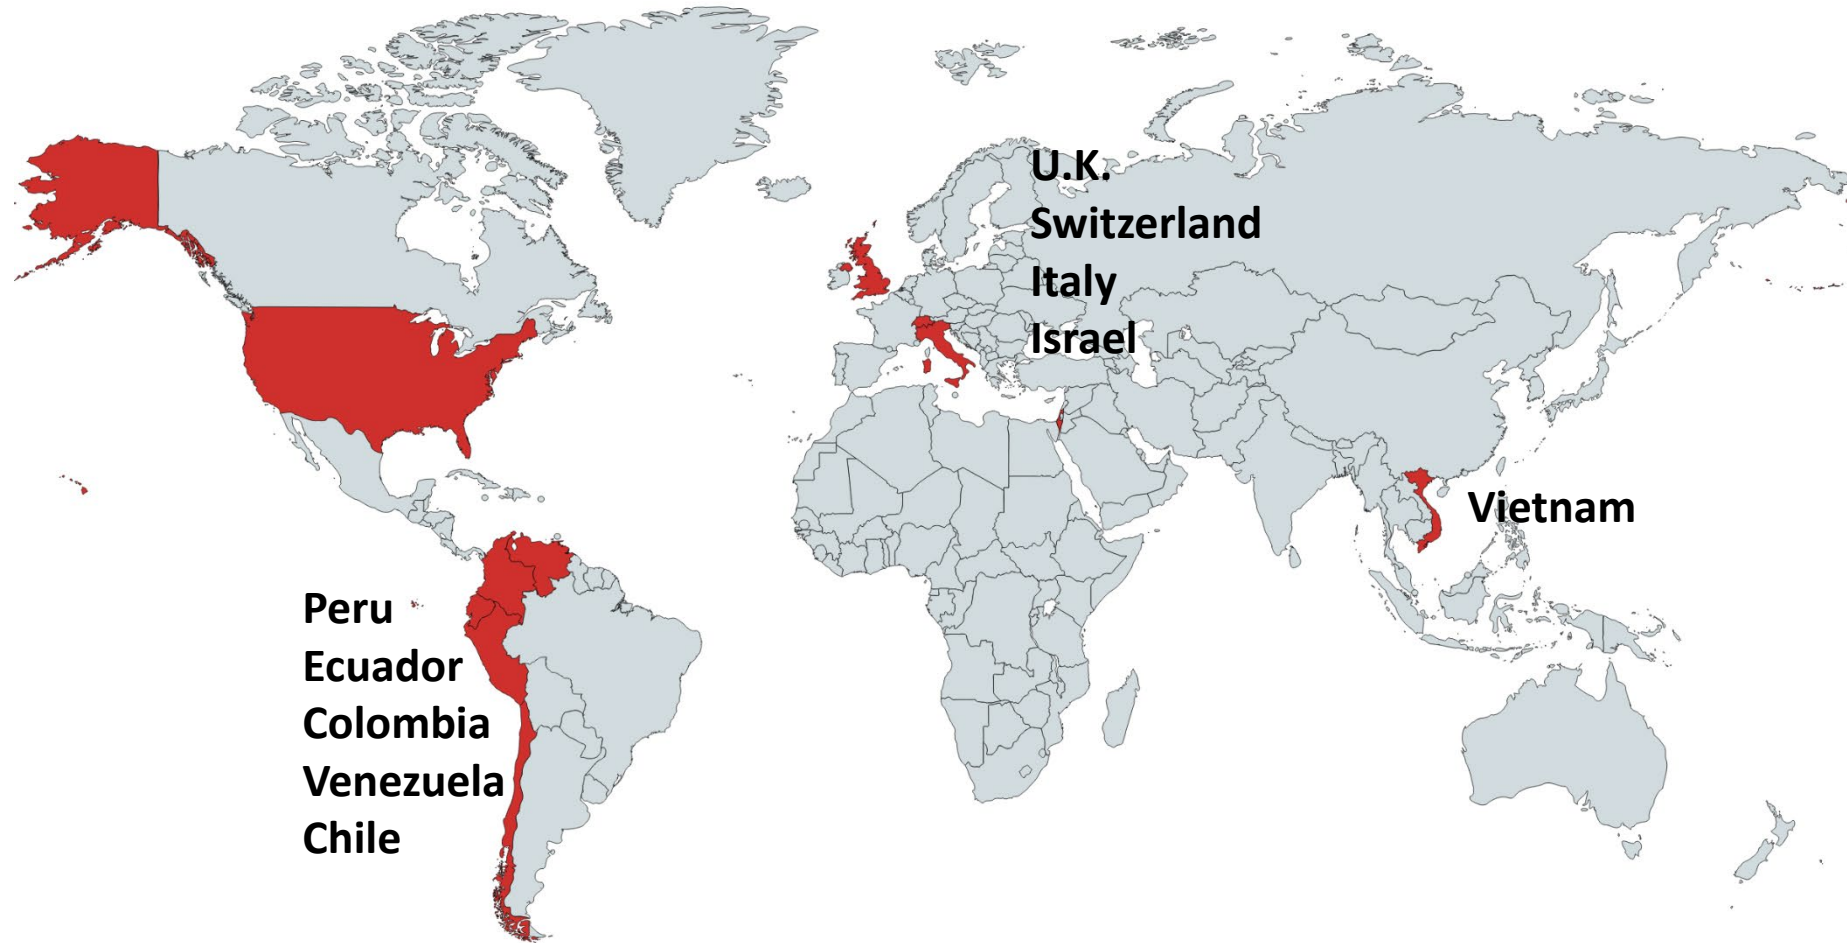 U.K.
Switzerland
Italy
Israel
Vietnam
Peru
Ecuador
Colombia
Venezuela
Chile